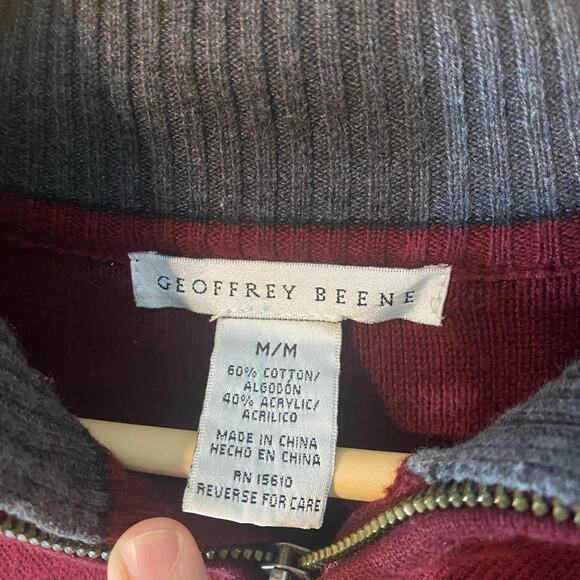 GEOFFREY BEENE
M/M
60% COTTON/
ALGODÓN
40% ACRYLIC/
ACRILICO
MADE IN CHINA
HECHO EN CHINA
RN 15610
REVERSE FOR CARE